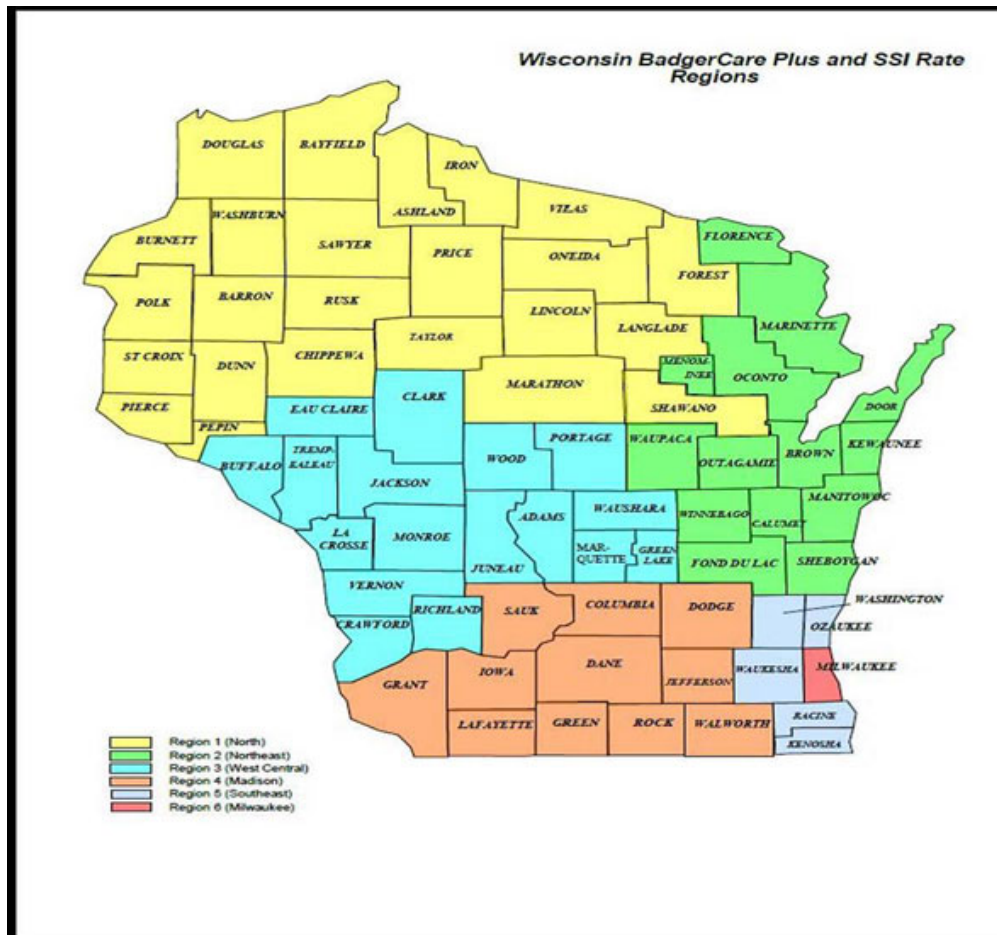 Wisconsin BadgerCare Plus and SSI Rate
Regions
DOUGLAS
BAYFIELD
IRON
ASHLAND
VILAS
WASHBURN
BURNETT
SAWYER
PRICE
ONEIDA
FLORENCE
FOREST
POLK
BARRON
RUSK
LINCOLN
LANGLADE
MARINETTE
TAYLOR
ST CROIX
DUNN
CHIPPEWA
MENOM-
INEE
OCONTO
MARATHON
CLARK
PIERCE
PEPIN
EAU CLAIRE
SHAWANO
DOOR
BUFFALO
TREMP-
EALEAU
WOOD
PORTAGE
WAUPACA
OUTAGAMIE
BROWN
KEWAUNEE
JACKSON
MANITOWOC
ADAMS
WAUSHARA
WINNEBAGO
CALUMET
LA
CROSSE
MONROE
JUNEAU
MAR-
QUETTE
GREEN
LAKE
FOND DU LAC
SHEBOYGAN
VERNON
RICHLAND
CRAWFORD
SAUK
COLUMBIA
DODGE
WASHINGTON
OZAUKEE
GRANT
IOWA
DANE
JEFFERSON
WAUKESHA
MILWAUKEE
LAFAYETTE
GREEN
ROCK
WALWORTH
RACINE
KENOSHA
Region 1 (North)
Region 2 (Northeast)
Region 3 (West Central)
Region 4 (Madison)
Region 5 (Southeast)
Region 6 (Milwaukee)